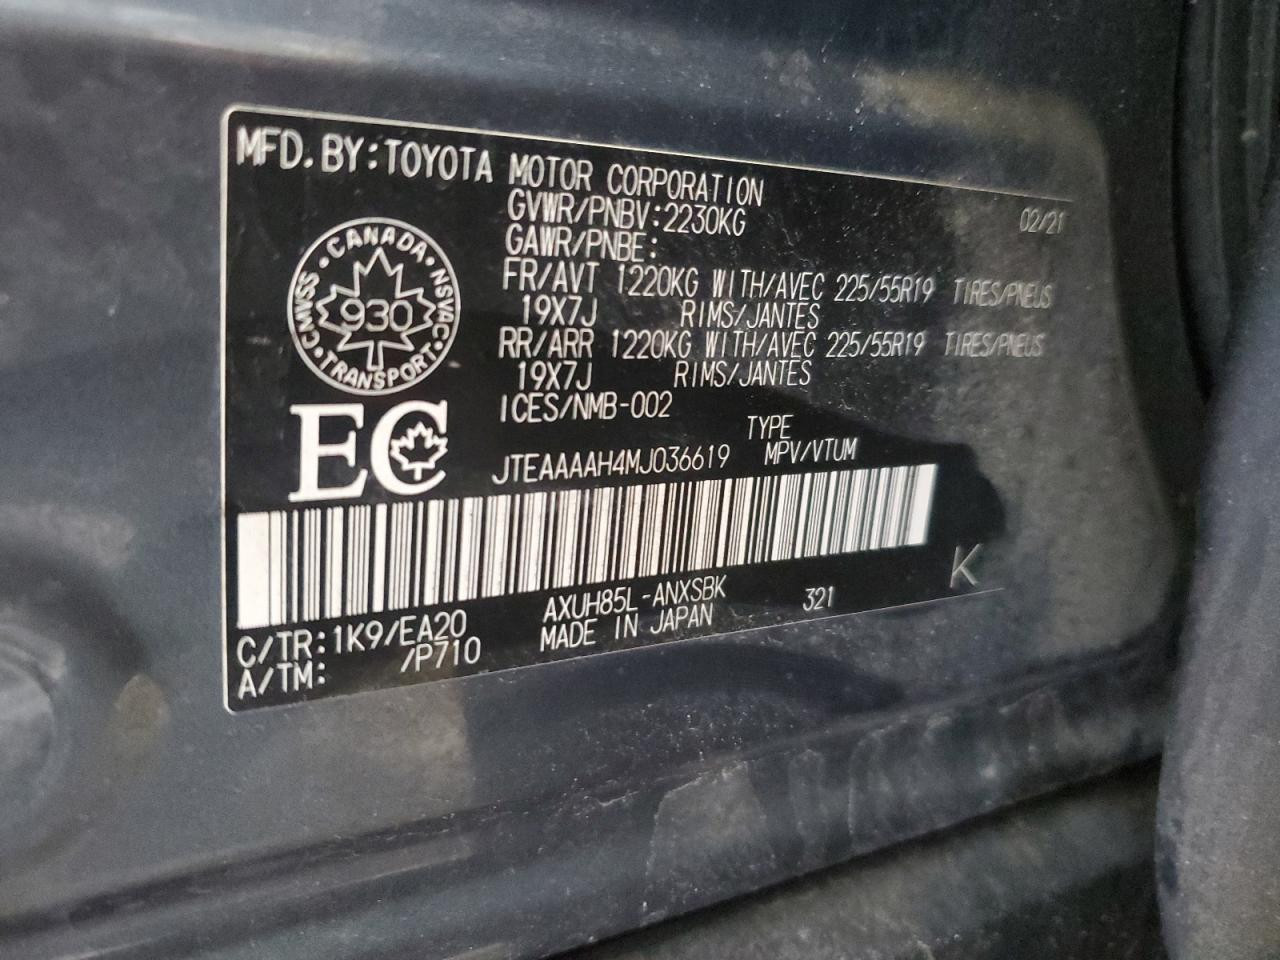 MFD. BY: TOYOTA MOTOR CORPORATION 02/21
GVWR/PNBV: 2230KG
GAWR/PNBE:
FR/AVT 1220KG WITH/AVEC 225/55R19 TIRES/PNEUS
19X7J RIMS/JANTES
RR/ARR 1220KG WITH/AVEC 225/55R19 TIRES/PNEUS
19X7J RIMS/JANTES
ICES/NMB-002
CMVSS • CANADA • NSVAC • TRANSPORT •
930
EC
TYPE
JTEAAAAH4MJ036619 MPV/VTUM
K
C/TR: 1K9/EA20 AXUH85L-ANXSBK 321
A/TM: /P710 MADE IN JAPAN